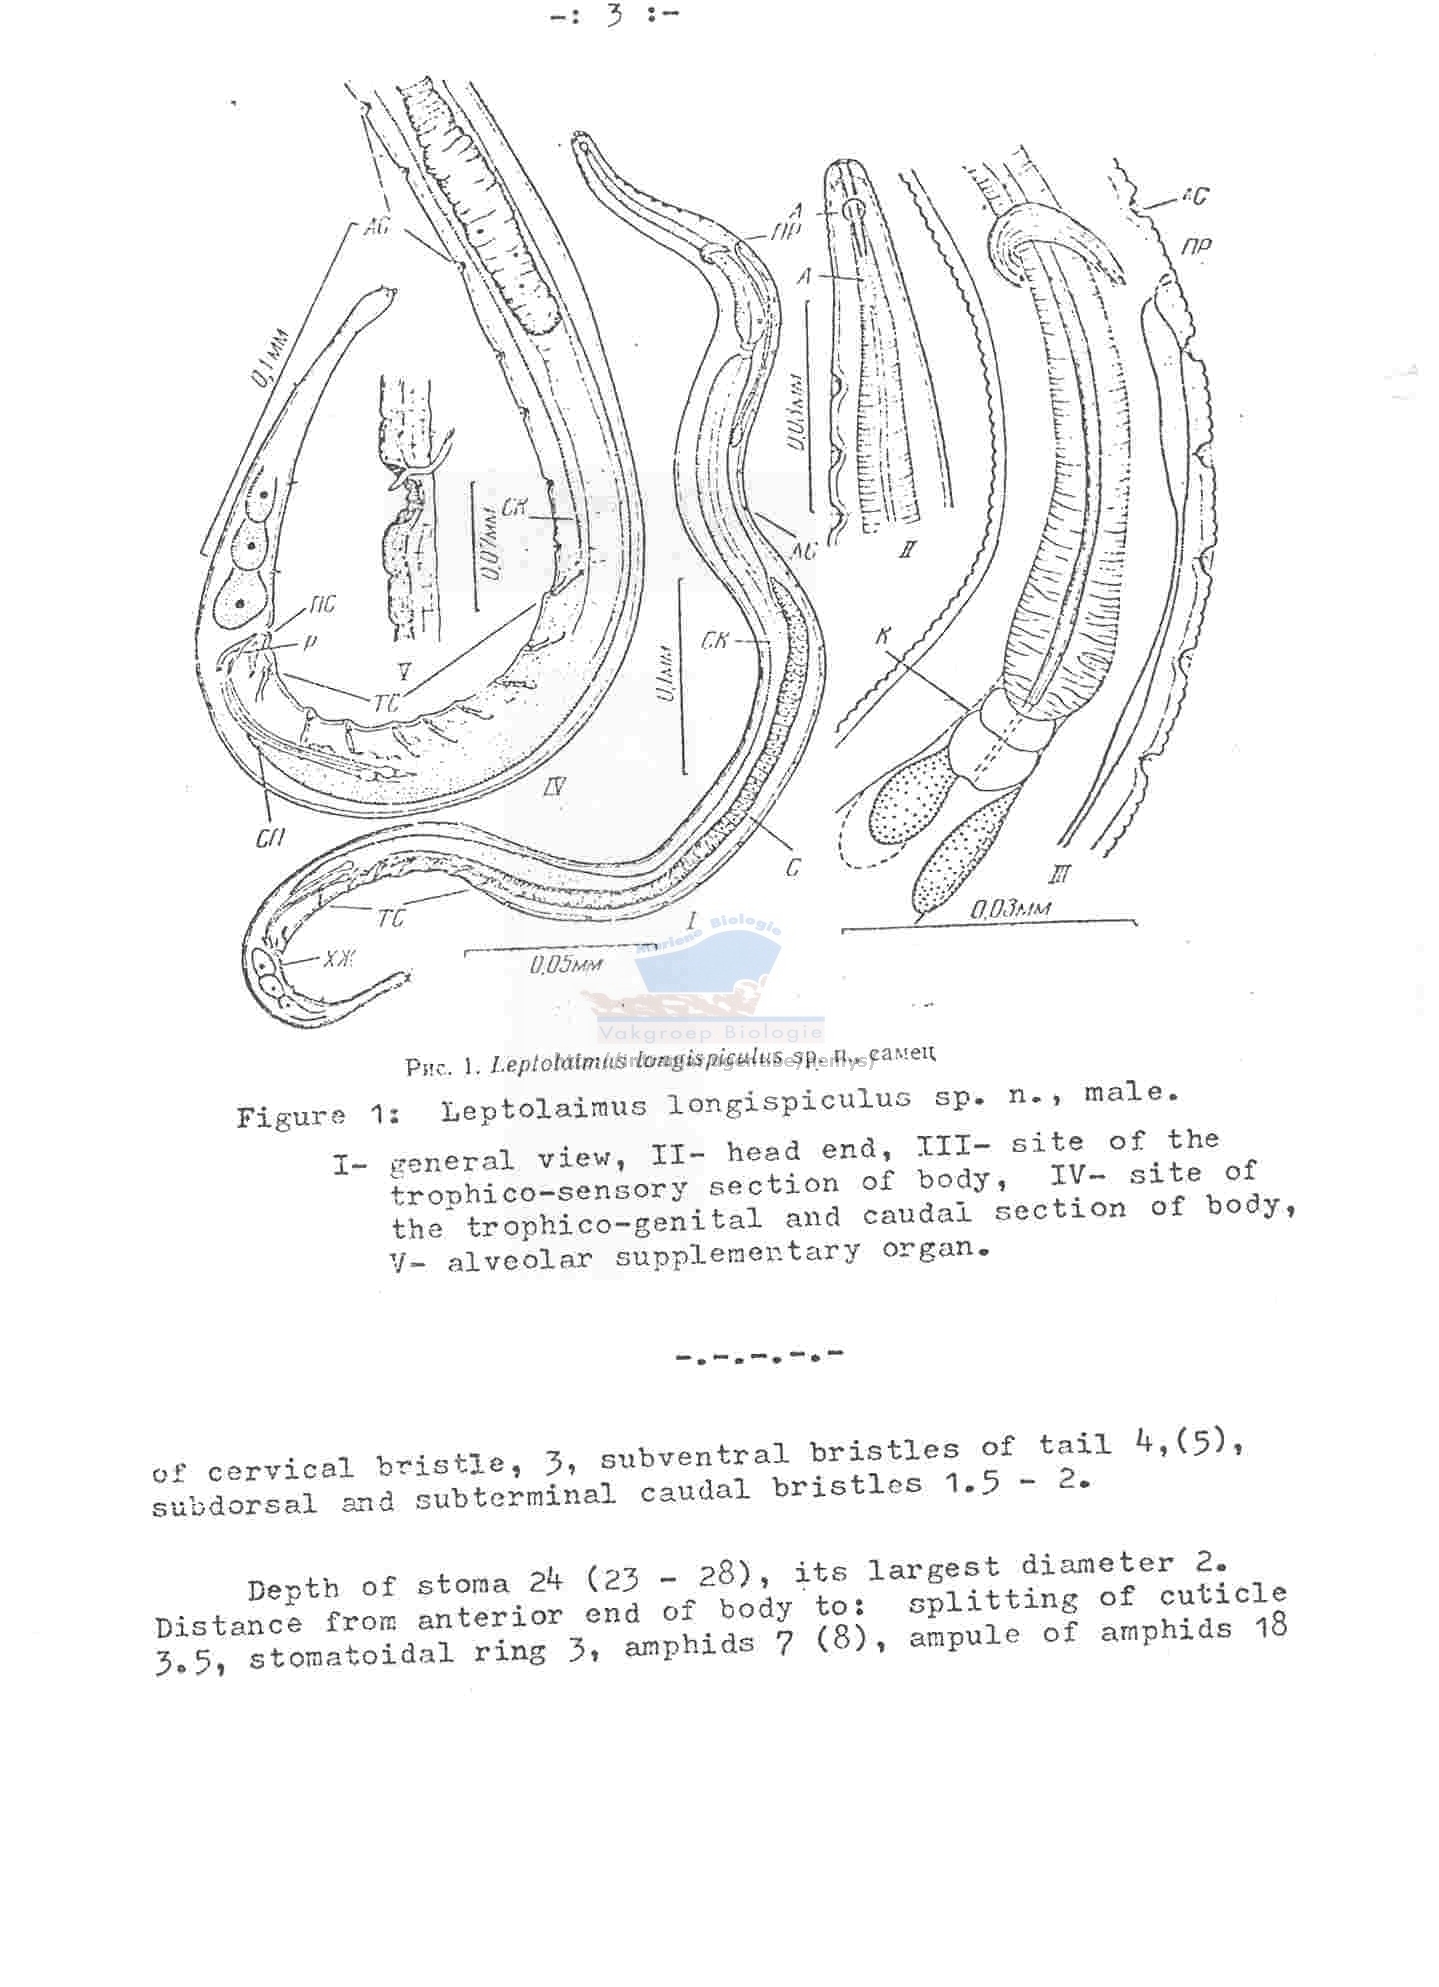 -: 3 :-
АС
А
ПР
АС
ПР
А
0,1мм
0,03мм
СК
0,07мм
АС
II
ПС
Р
СК
К
V
0,1мм
ТС
IV
СП
С
III
ТС
I
0,03мм
ХЖ
0,05мм
Mariene Biologie
Vakgroep Biologie
Рис. 1. Leptolaimus longispiculus sp. n., самец
Figure 1: Leptolaimus longispiculus sp. n., male.
I- general view, II- head end, III- site of the
trophico-sensory section of body, IV- site of
the trophico-genital and caudal section of body,
V- alveolar supplementary organ.
-.-.-.-.-
of cervical bristle, 3, subventral bristles of tail 4,(5),
subdorsal and subterminal caudal bristles 1.5 - 2.
Depth of stoma 24 (23 - 28), its largest diameter 2.
Distance from anterior end of body to: splitting of cuticle
3.5, stomatoidal ring 3, amphids 7 (8), ampule of amphids 18